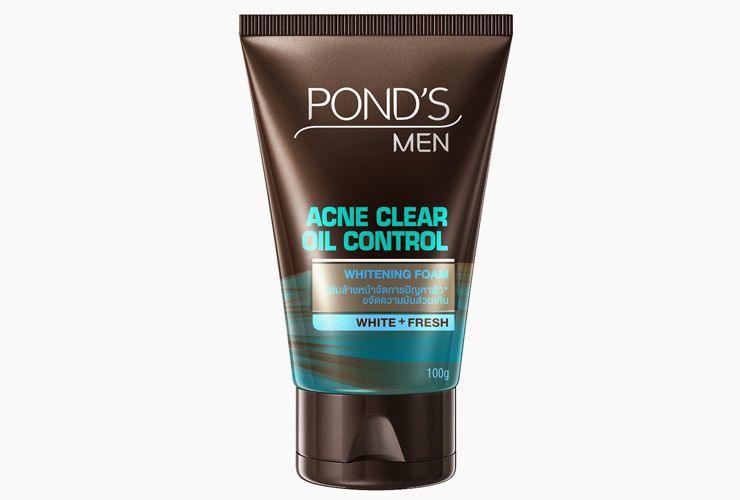 POND'S
MEN
ACNE CLEAR
OIL CONTROL
WHITENING FOAM
โฟมล้างหน้าจัดการปัญหาสิว*
ขจัดความมันส่วนเกิน
WHITE + FRESH
100g